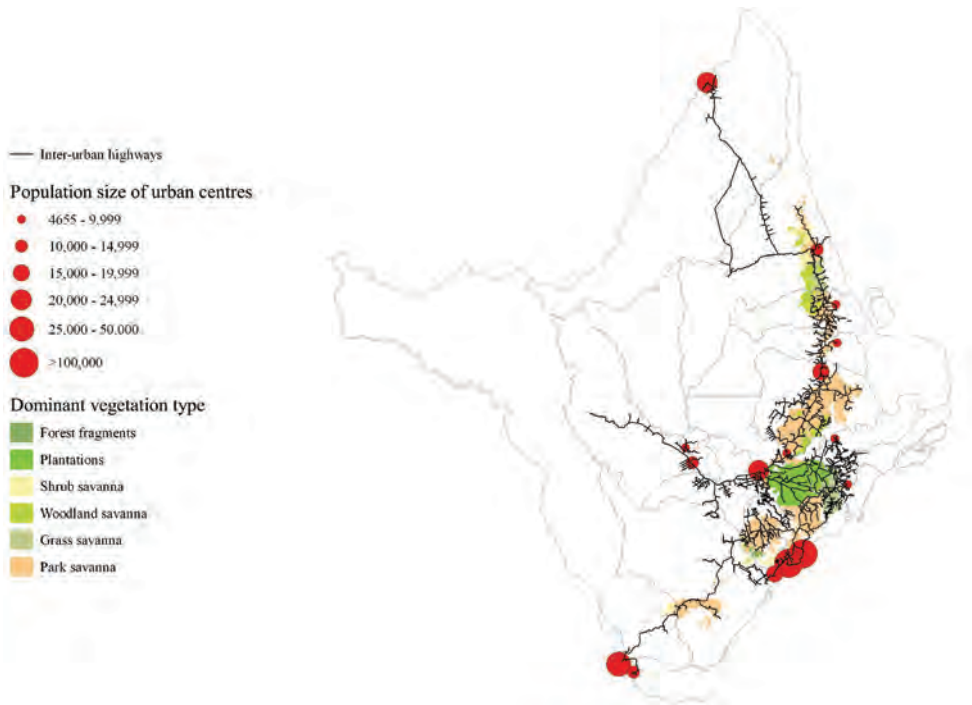 Inter-urban highways
Population size of urban centres
4655 - 9,999
10,000 - 14,999
15,000 - 19,999
20,000 - 24,999
25,000 - 50.000
>100,000
Dominant vegetation type
Forest fragments
Plantations
Shrub savanna
Woodland savanna
Grass savanna
Park savanna